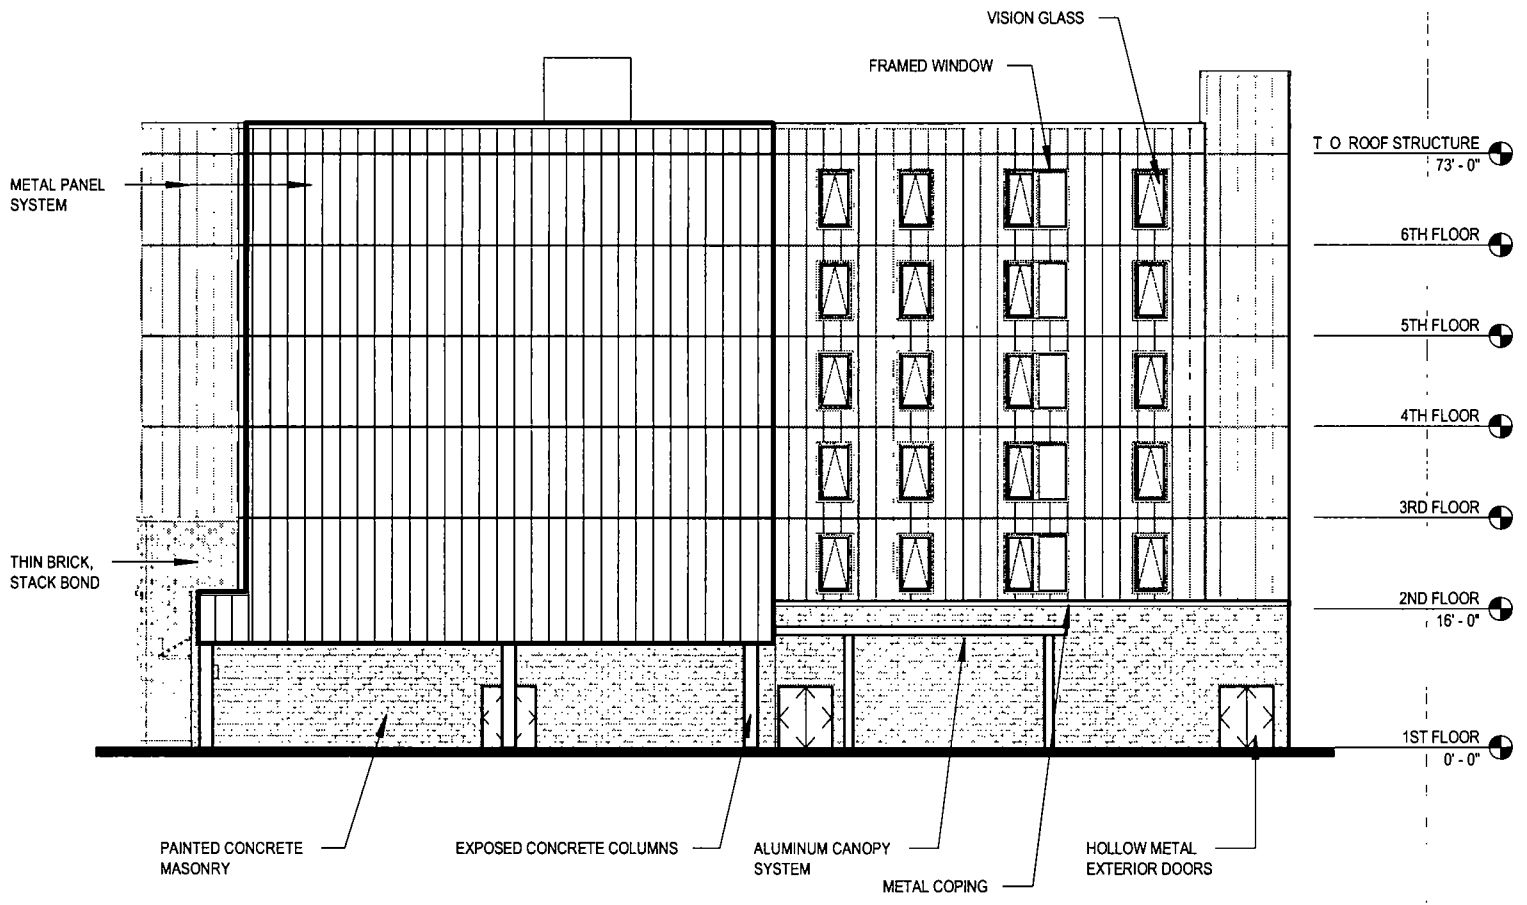 VISION GLASS
FRAMED WINDOW
T O ROOF STRUCTURE
73' - 0"
METAL PANEL
SYSTEM
6TH FLOOR
5TH FLOOR
4TH FLOOR
3RD FLOOR
THIN BRICK,
STACK BOND
2ND FLOOR
16' - 0"
1ST FLOOR
0' - 0"
PAINTED CONCRETE
MASONRY
EXPOSED CONCRETE COLUMNS
ALUMINUM CANOPY
SYSTEM
METAL COPING
HOLLOW METAL
EXTERIOR DOORS